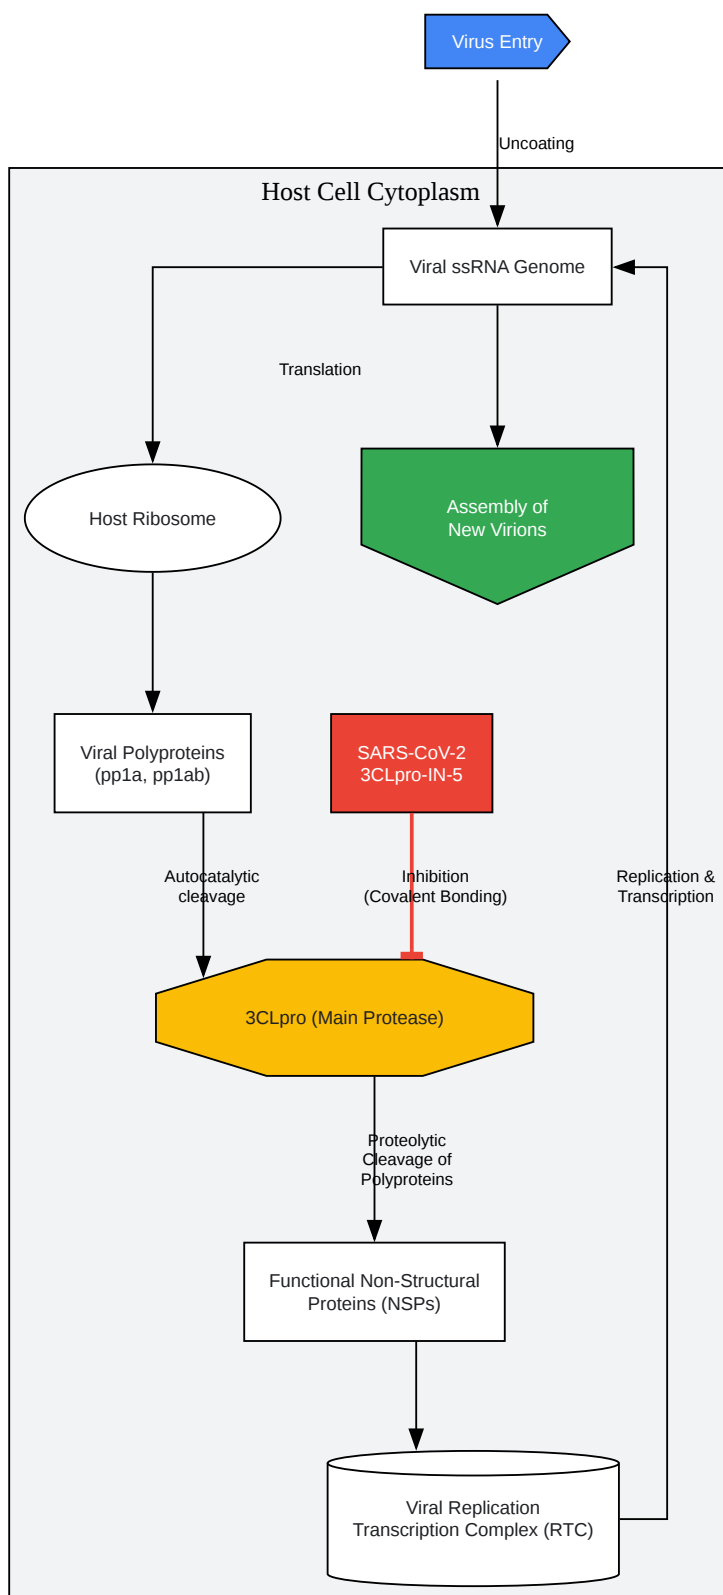 Virus Entry
Uncoating
Host Cell Cytoplasm
Viral ssRNA Genome
Translation
Host Ribosome
Assembly of
New Virions
Viral Polyproteins
(pp1a, pp1ab)
SARS-CoV-2
3CLpro-IN-5
Autocatalytic
cleavage
Inhibition
(Covalent Bonding)
Replication &
Transcription
3CLpro (Main Protease)
Proteolytic
Cleavage of
Polyproteins
Functional Non-Structural
Proteins (NSPs)
Viral Replication
Transcription Complex (RTC)